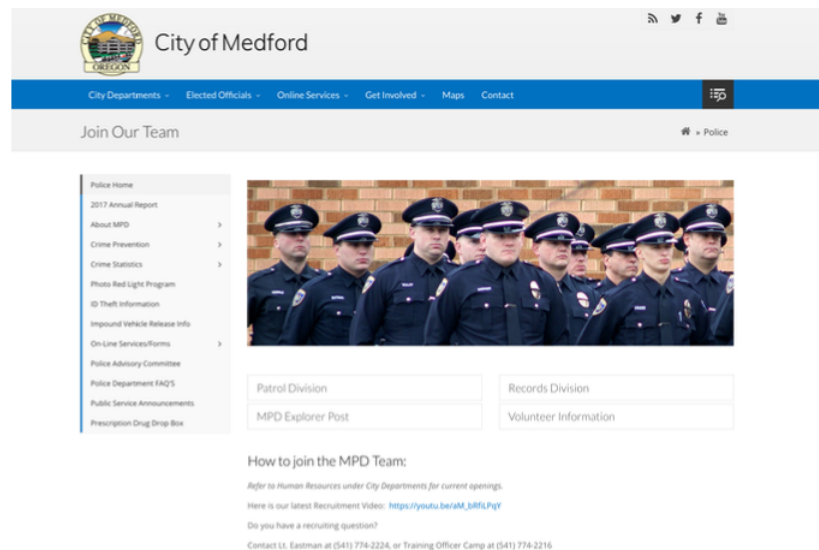 CITY OF MEDFORD
OREGON
City of Medford
City Departments
Elected Officials
Online Services
Get Involved
Maps
Contact
Join Our Team
» Police
Police Home
2017 Annual Report
About MPD
Crime Prevention
Crime Statistics
Photo Red Light Program
ID Theft Information
Impound Vehicle Release Info
On-Line Services/Forms
Police Advisory Committee
Police Department FAQ'S
Public Service Announcements
Prescription Drug Drop Box
Patrol Division
Records Division
MPD Explorer Post
Volunteer Information
How to join the MPD Team:
Refer to Human Resources under City Departments for current openings.
Here is our latest Recruitment Video: https://youtu.be/aM_bRfiLPqY
Do you have a recruiting question?
Contact Lt. Eastman at (541) 774-2224, or Training Officer Camp at (541) 774-2216